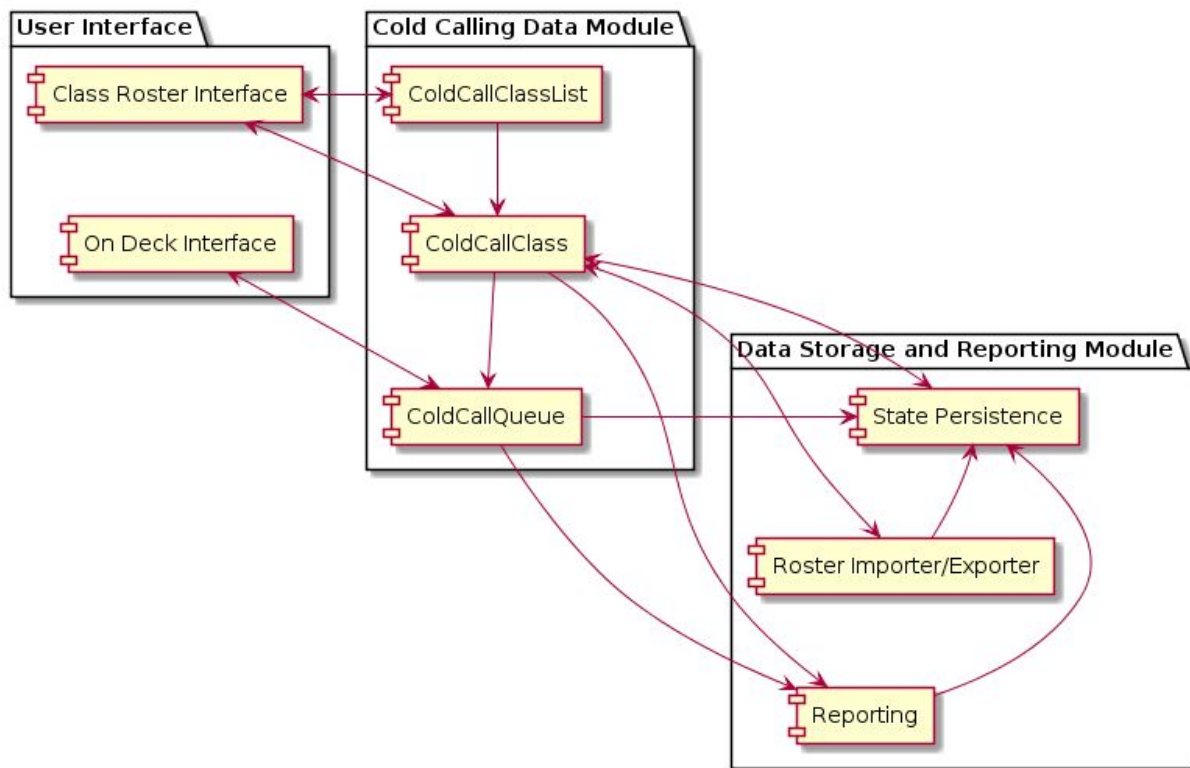 User Interface
Class Roster Interface
On Deck Interface
Cold Calling Data Module
ColdCallClassList
ColdCallClass
ColdCallQueue
Data Storage and Reporting Module
State Persistence
Roster Importer/Exporter
Reporting